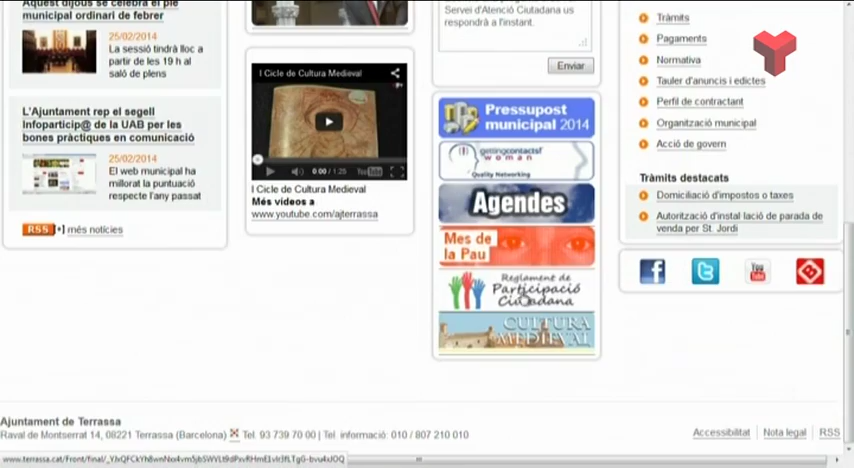 Aquest dijous se celebra el ple
municipal ordinari de febrer
25/02/2014
La sessió tindrà lloc a
partir de les 19 h al
saló de plens
L'Ajuntament rep el segell
Infoparticip@ de la UAB per les
bones pràctiques en comunicació
25/02/2014
El web municipal ha
millorat la puntuació
respecte l'any passat
RSS [+] més notícies
I Cicle de Cultura Medieval
0:00 / 1:25 YouTube
I Cicle de Cultura Medieval
Més vídeos a
www.youtube.com/ajterrassa
Servei d'Atenció Ciutadana us
respondrà a l'instant.
Enviar
Pressupost
municipal 2014
gettingcontactsf
woman
Quality Networking
Agendes
Mes de
la Pau
Reglament de
Participació
Ciutadana
CULTURA
MEDIEVAL
Tràmits
Pagaments
Normativa
Tauler d'anuncis i edictes
Perfil de contractant
Organització municipal
Acció de govern
Tràmits destacats
Domiciliació d'impostos o taxes
Autorització d'instal·lació de parada de
venda per St. Jordi
You
Tube
Ajuntament de Terrassa
Raval de Montserrat 14, 08221 Terrassa (Barcelona) Tel. 93 739 70 00 | Tel. informació: 010 / 807 210 010
Accessibilitat Nota legal RSS